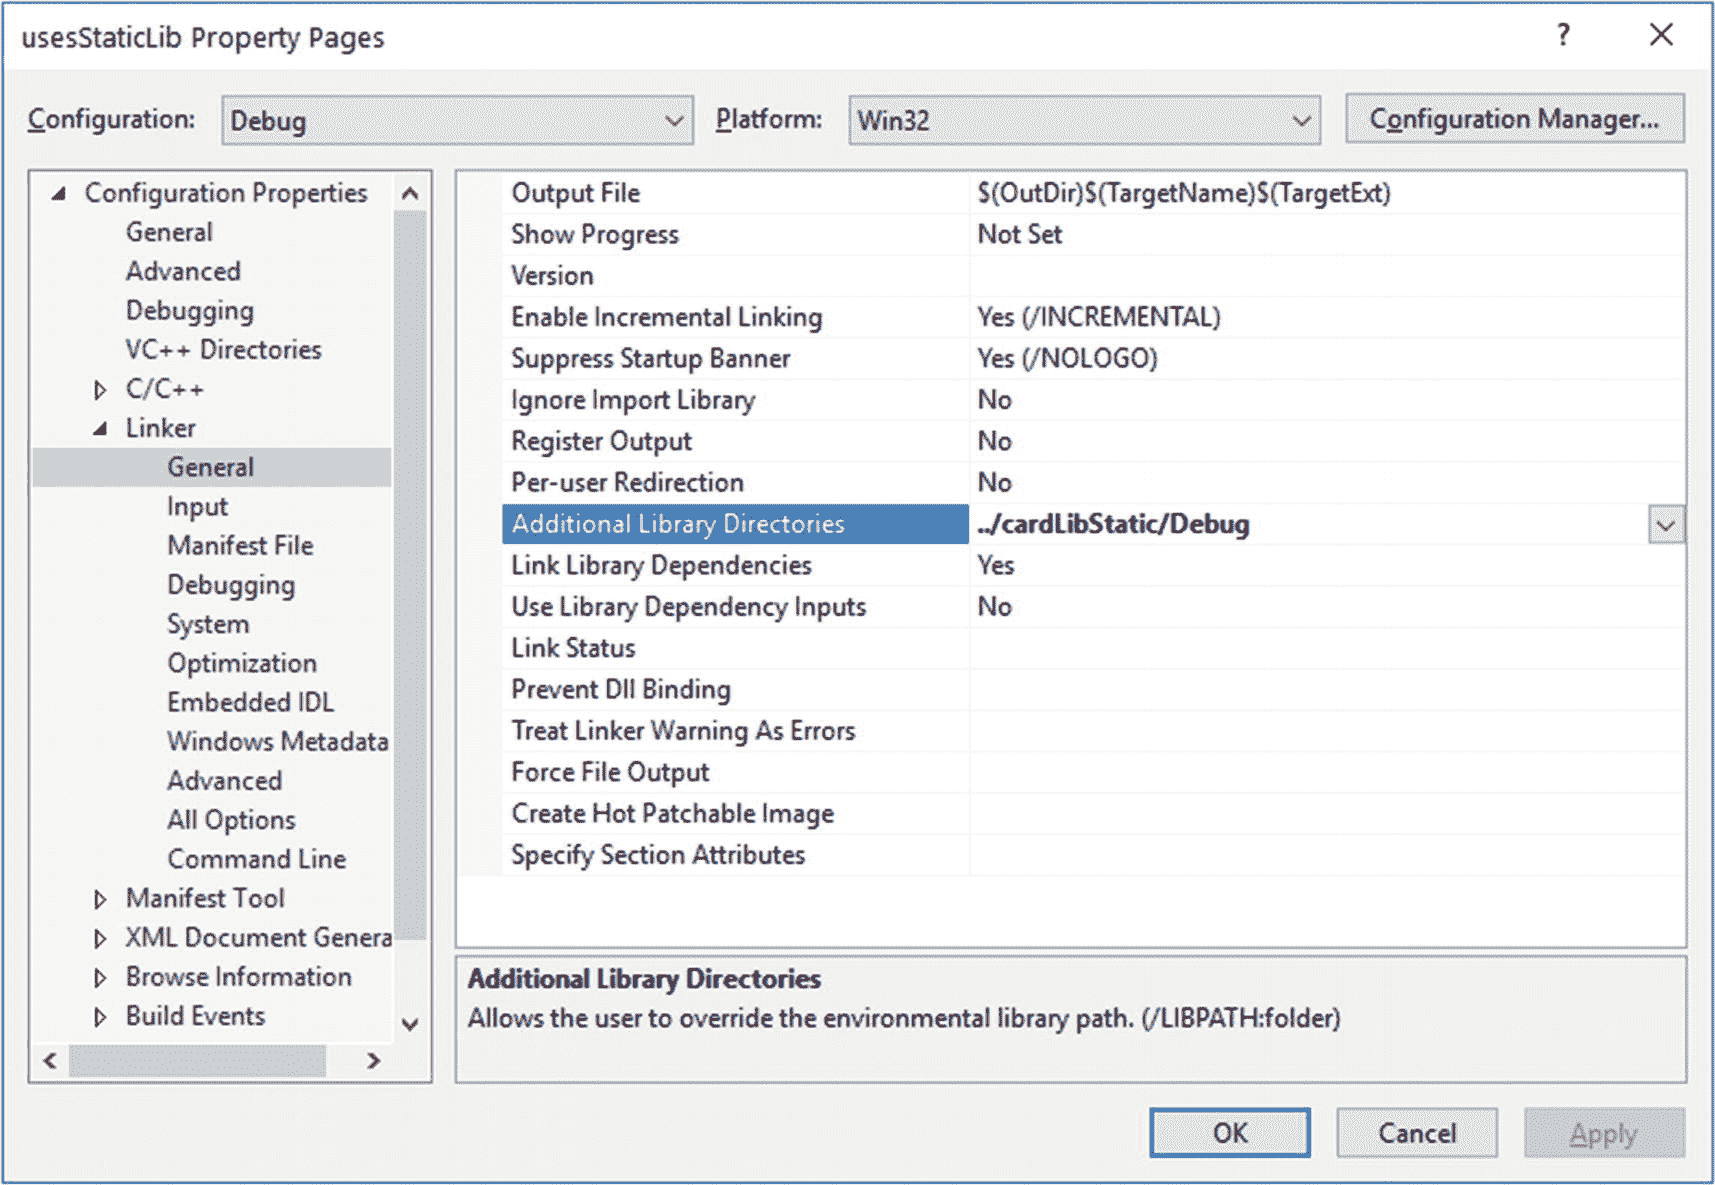 usesStaticLib Property Pages
?
Configuration: Debug Platform: Win32 Configuration Manager...
Configuration Properties
General
Advanced
Debugging
VC++ Directories
C/C++
Linker
General
Input
Manifest File
Debugging
System
Optimization
Embedded IDL
Windows Metadata
Advanced
All Options
Command Line
Manifest Tool
XML Document Genera
Browse Information
Build Events
Output File $(OutDir)$(TargetName)$(TargetExt)
Show Progress Not Set
Version
Enable Incremental Linking Yes (/INCREMENTAL)
Suppress Startup Banner Yes (/NOLOGO)
Ignore Import Library No
Register Output No
Per-user Redirection No
Additional Library Directories ../cardLibStatic/Debug
Link Library Dependencies Yes
Use Library Dependency Inputs No
Link Status
Prevent Dll Binding
Treat Linker Warning As Errors
Force File Output
Create Hot Patchable Image
Specify Section Attributes
Additional Library Directories
Allows the user to override the environmental library path. (/LIBPATH:folder)
OK Cancel Apply